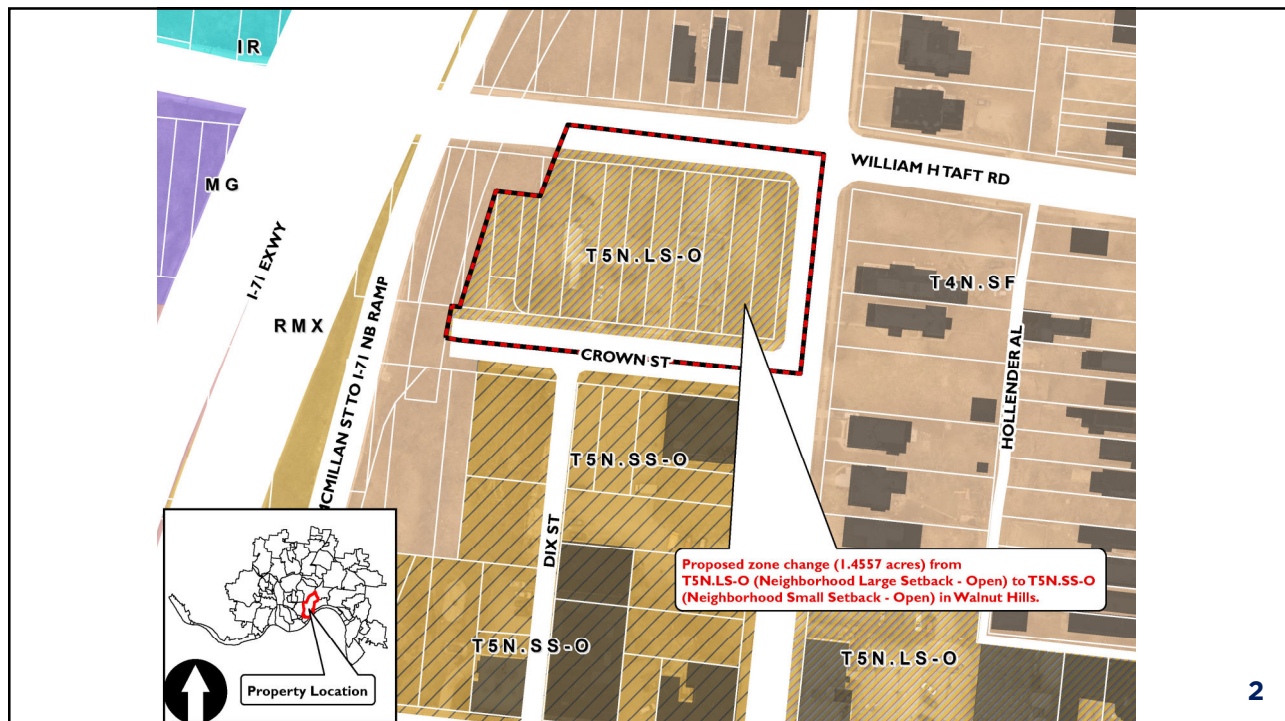 IR
MG
I-71 EXWY
RMX
MCMILLAN ST TO I-71 NB RAMP
WILLIAM H TAFT RD
T5N.LS-O
T4N.SF
CROWN ST
HOLLENDER AL
T5N.SS-O
DIX ST
Proposed zone change (1.4557 acres) from
T5N.LS-O (Neighborhood Large Setback - Open) to T5N.SS-O
(Neighborhood Small Setback - Open) in Walnut Hills.
T5N.SS-O
T5N.LS-O
Property Location
2